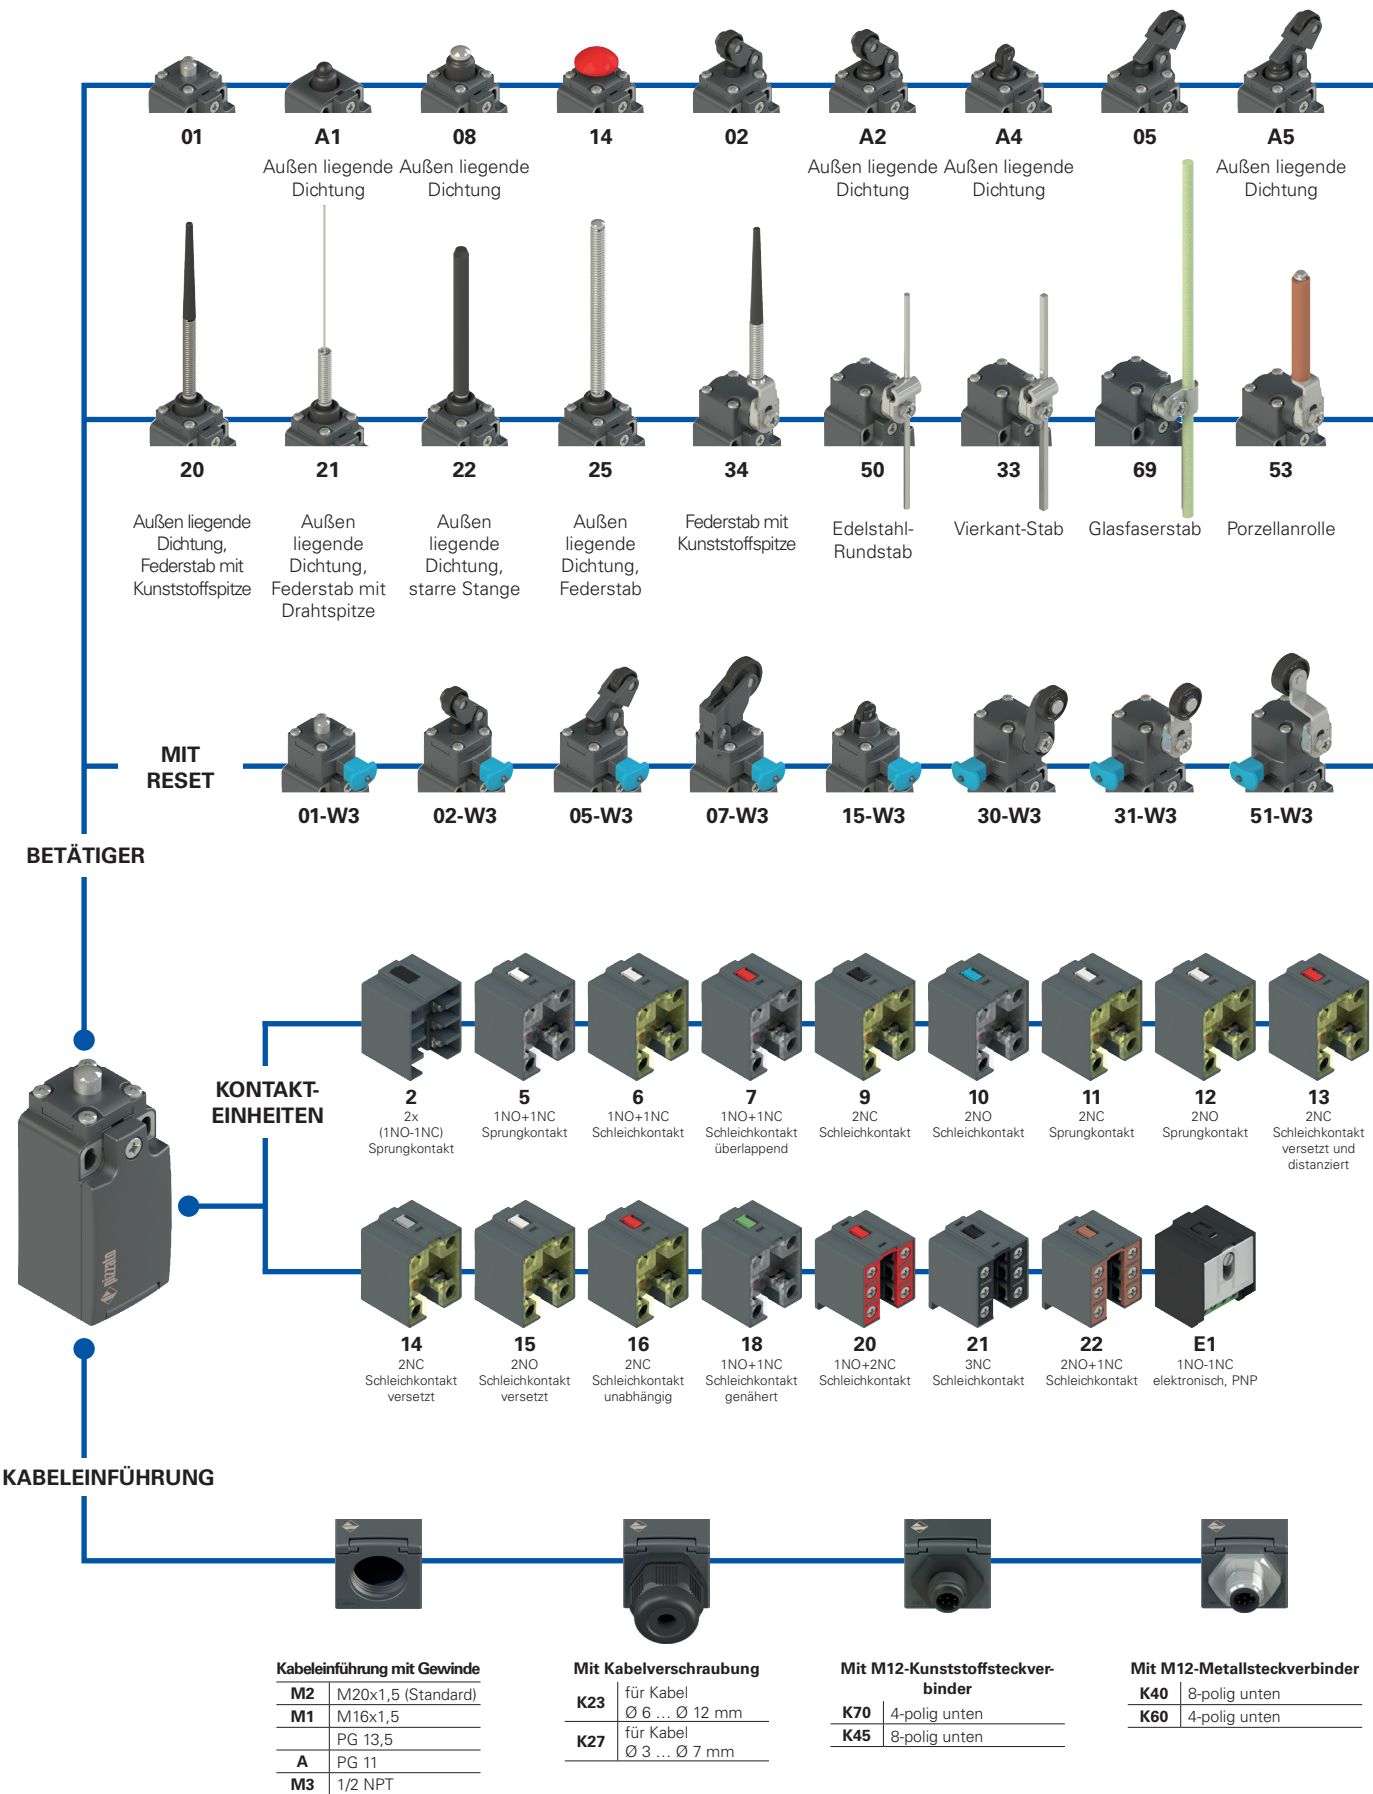 01 A1 08 14 02 A2 A4 05 A5
Außen liegende Dichtung
Außen liegende Dichtung
Außen liegende Dichtung
Außen liegende Dichtung
Außen liegende Dichtung
20 21 22 25 34 50 33 69 53
Außen liegende
Dichtung,
Federstab mit
Kunststoffspitze
Außen
liegende
Dichtung,
Federstab mit
Drahtspitze
Außen
liegende
Dichtung,
starre Stange
Außen
liegende
Dichtung,
Federstab
Federstab mit
Kunststoffspitze
Edelstahl-
Rundstab
Vierkant-Stab
Glasfaserstab
Porzellanrolle
MIT
RESET
01-W3 02-W3 05-W3 07-W3 15-W3 30-W3 31-W3 51-W3
BETÄTIGER
KONTAKT-
EINHEITEN
2
2x
(1NO-1NC)
Sprungkontakt
5
1NO+1NC
Sprungkontakt
6
1NO+1NC
Schleichkontakt
7
1NO+1NC
Schleichkontakt
überlappend
9
2NC
Schleichkontakt
10
2NO
Schleichkontakt
11
2NC
Sprungkontakt
12
2NO
Sprungkontakt
13
2NC
Schleichkontakt
versetzt und
distanziert
pizzato
14
2NC
Schleichkontakt
versetzt
15
2NO
Schleichkontakt
versetzt
16
2NC
Schleichkontakt
unabhängig
18
1NO+1NC
Schleichkontakt
genähert
20
1NO+2NC
Schleichkontakt
21
3NC
Schleichkontakt
22
2NO+1NC
Schleichkontakt
E1
1NO-1NC
elektronisch, PNP
KABELEINFÜHRUNG
Kabeleinführung mit Gewinde
M2 M20x1,5 (Standard)
M1 M16x1,5
PG 13,5
A PG 11
M3 1/2 NPT
Mit Kabelverschraubung
K23 für Kabel
Ø 6 … Ø 12 mm
K27 für Kabel
Ø 3 … Ø 7 mm
Mit M12-Kunststoffsteckver-
binder
K70 4-polig unten
K45 8-polig unten
Mit M12-Metallsteckverbinder
K40 8-polig unten
K60 4-polig unten